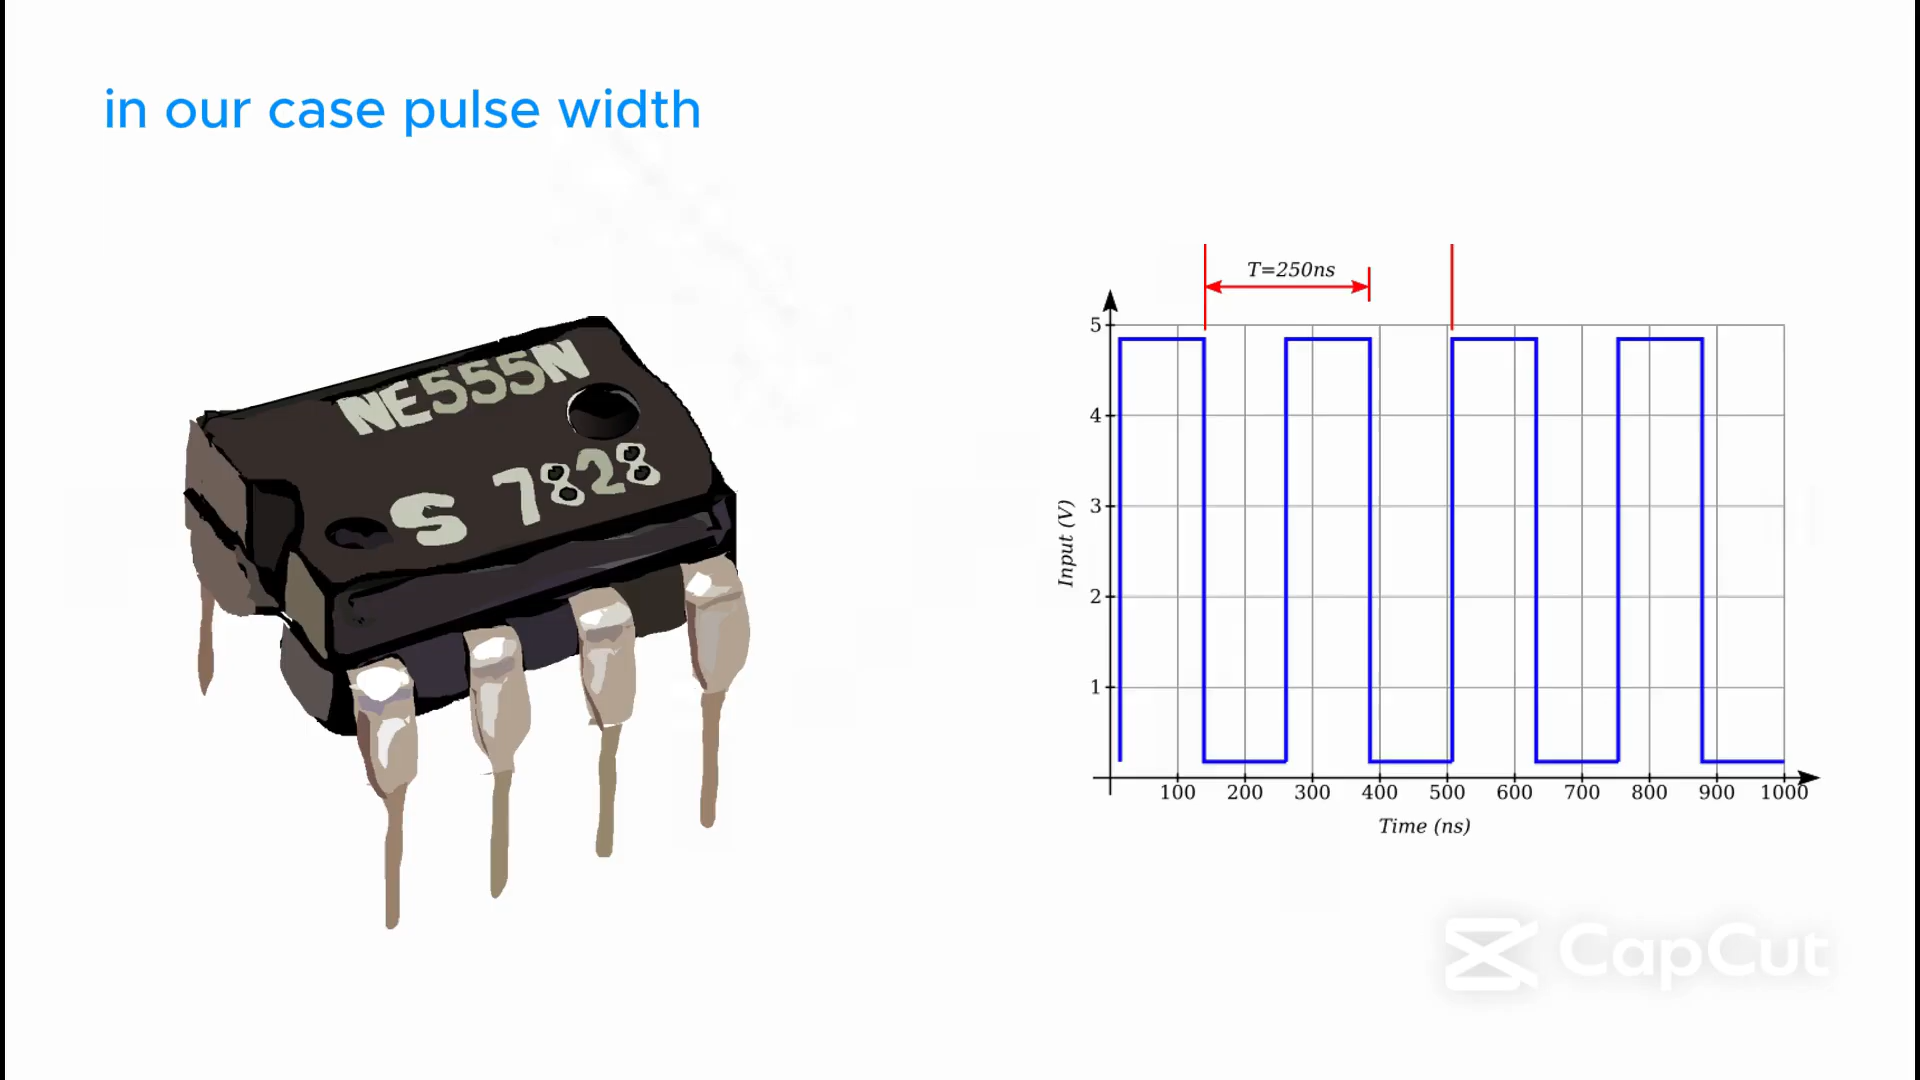 in our case pulse width
NE555N
S 7828
T=250ns
5
4
3
2
1
Input (V)
100 200 300 400 500 600 700 800 900 1000
Time (ns)
CapCut